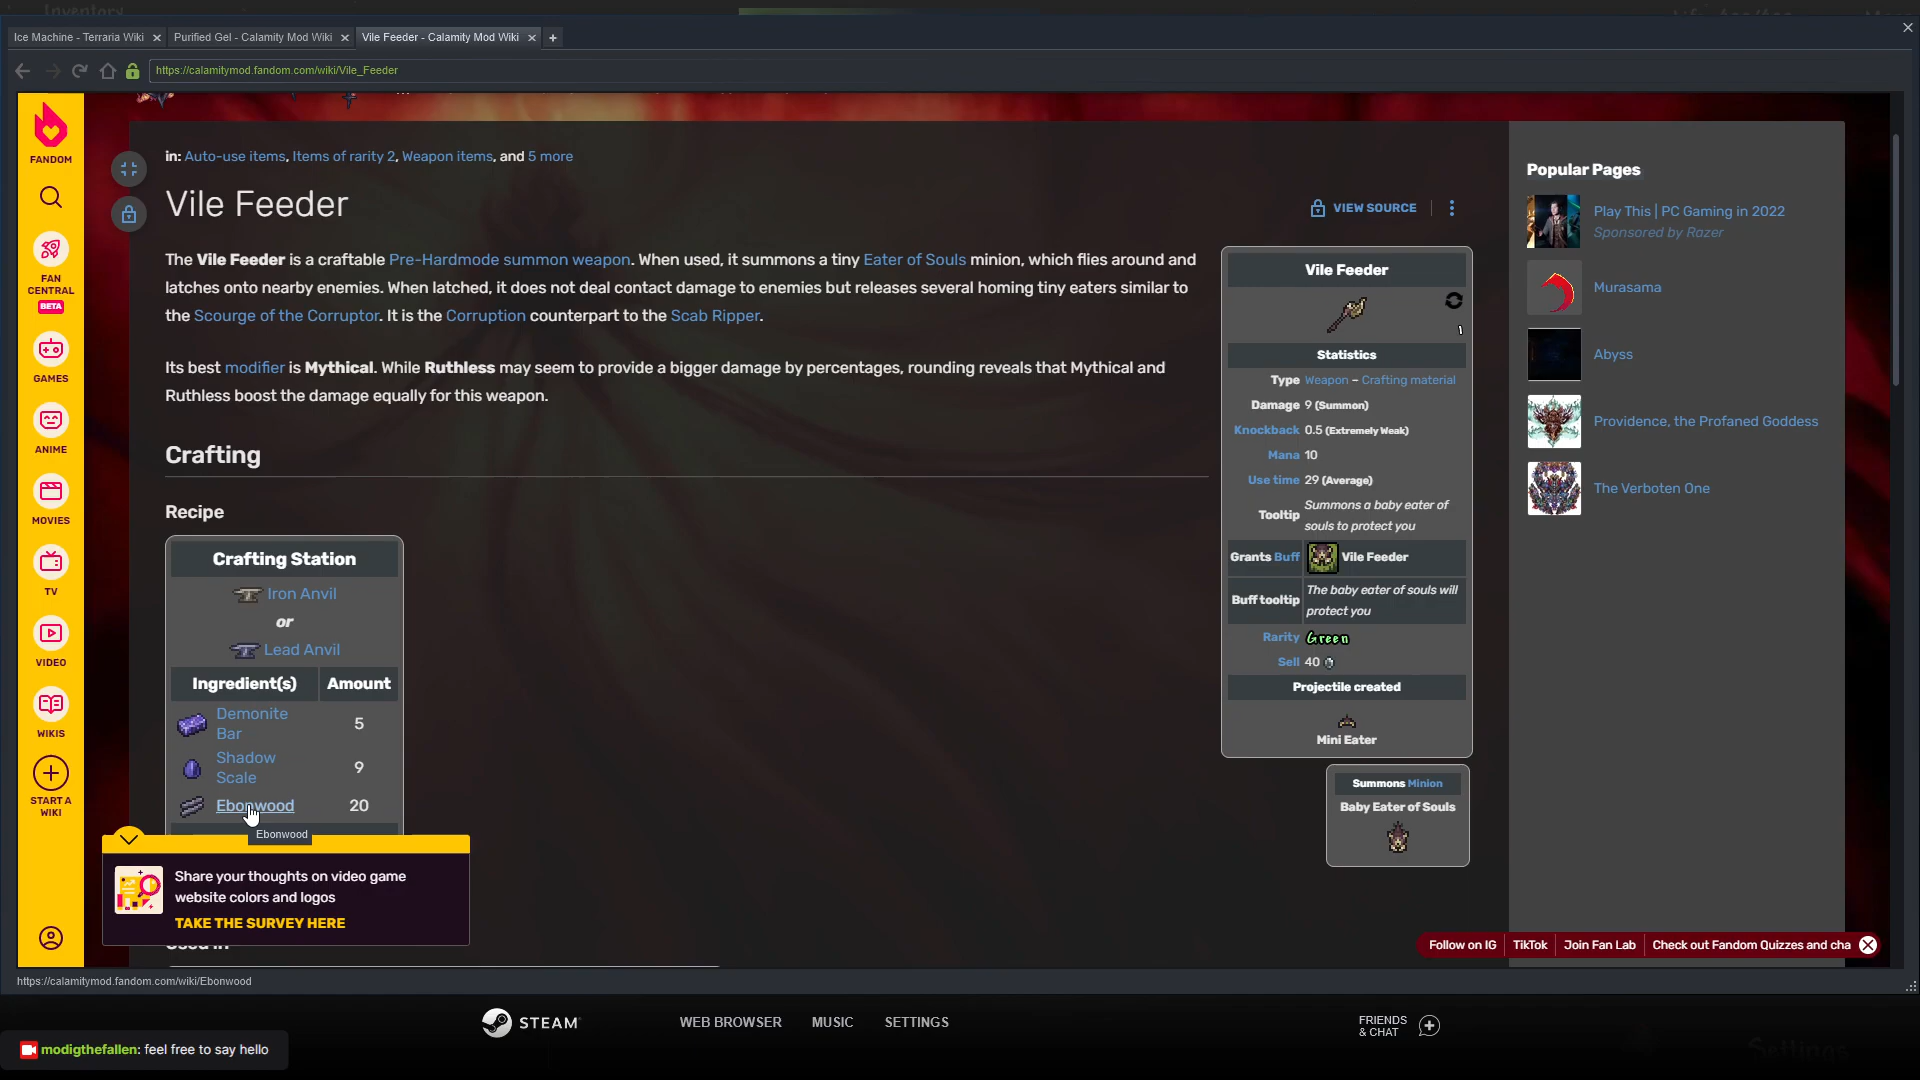 Inventory
Ice Machine - Terraria Wiki
Purified Gel - Calamity Mod Wiki
Vile Feeder - Calamity Mod Wiki
https://calamitymod.fandom.com/wiki/Vile_Feeder
FANDOM
FAN
CENTRAL
BETA
GAMES
ANIME
MOVIES
TV
VIDEO
WIKIS
START A
WIKI
in: Auto-use items, Items of rarity 2, Weapon items, and 5 more
Vile Feeder
VIEW SOURCE
The Vile Feeder is a craftable Pre-Hardmode summon weapon. When used, it summons a tiny Eater of Souls minion, which flies around and
latches onto nearby enemies. When latched, it does not deal contact damage to enemies but releases several homing tiny eaters similar to
the Scourge of the Corruptor. It is the Corruption counterpart to the Scab Ripper.
Its best modifier is Mythical. While Ruthless may seem to provide a bigger damage by percentages, rounding reveals that Mythical and
Ruthless boost the damage equally for this weapon.
Crafting
Recipe
Crafting Station
Iron Anvil
or
Lead Anvil
Ingredient(s) Amount
Demonite
Bar
5
Shadow
Scale
9
Ebonwood 20
Ebonwood
Share your thoughts on video game
website colors and logos
TAKE THE SURVEY HERE
Used in
Vile Feeder
1
Statistics
Type Weapon – Crafting material
Damage 9 (Summon)
Knockback 0.5 (Extremely Weak)
Mana 10
Use time 29 (Average)
Tooltip Summons a baby eater of
souls to protect you
Grants Buff Vile Feeder
Buff tooltip The baby eater of souls will
protect you
Rarity Green
Sell 40
Projectile created
Mini Eater
Summons Minion
Baby Eater of Souls
Popular Pages
Play This | PC Gaming in 2022
Sponsored by Razer
Murasama
Abyss
Providence, the Profaned Goddess
The Verboten One
Follow on IG
TikTok
Join Fan Lab
Check out Fandom Quizzes and cha
https://calamitymod.fandom.com/wiki/Ebonwood
STEAM
WEB BROWSER
MUSIC
SETTINGS
FRIENDS
& CHAT
modigthefallen: feel free to say hello
Settings